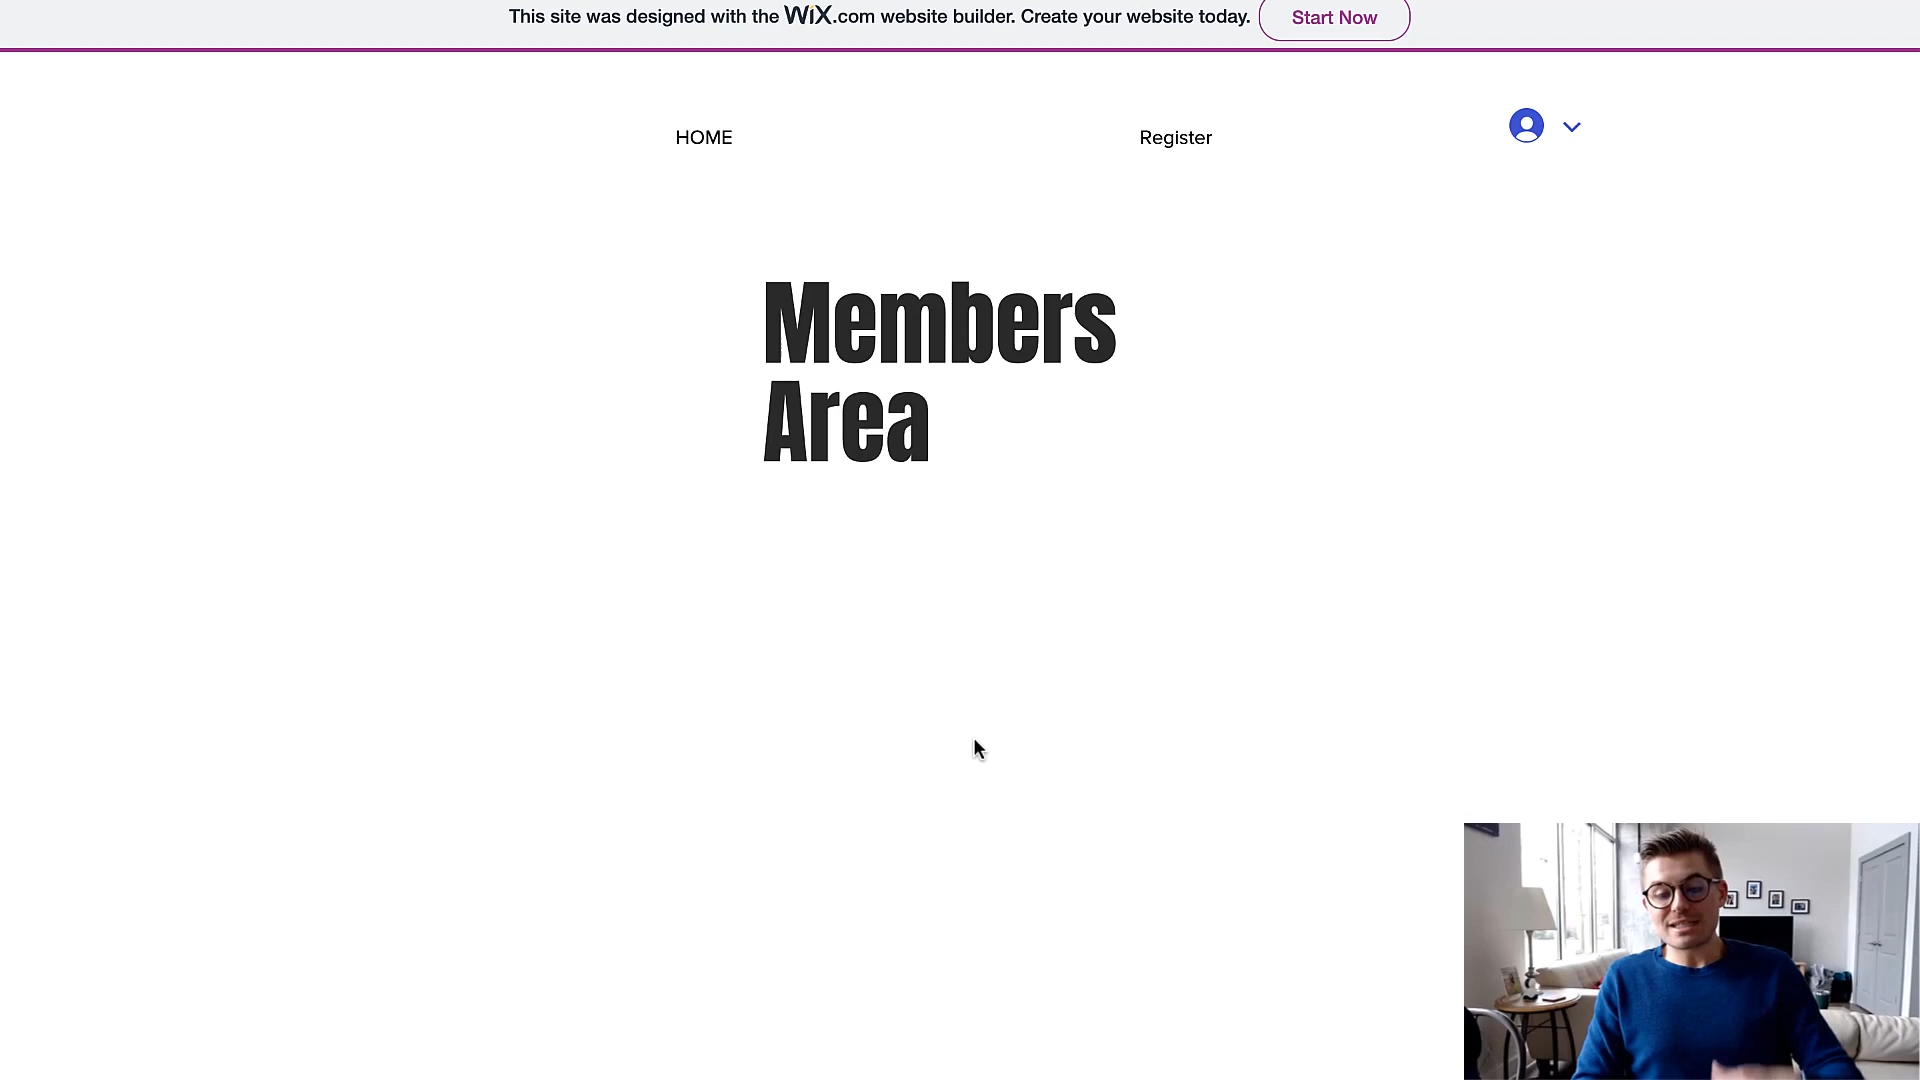 This site was designed with the WiX.com website builder. Create your website today. Start Now
HOME Register
Members
Area